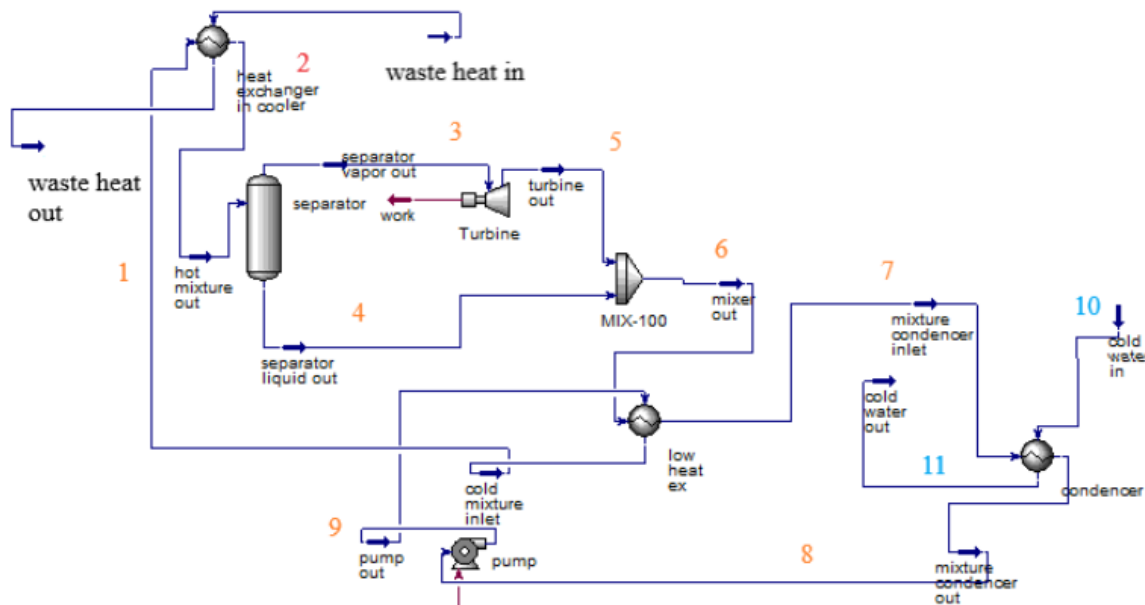 2
heat
exchanger
in cooler
waste heat in
waste heat
out
3
separator
vapor out
5
turbine
out
separator
work
Turbine
1
hot
mixture
out
4
separator
liquid out
MIX-100
6
mixer
out
7
mixture
condencer
inlet
10
cold
wate
in
cold
water
out
11
condencer
low
heat
ex
cold
mixture
inlet
9
pump
out
pump
8
mixture
condencer
out